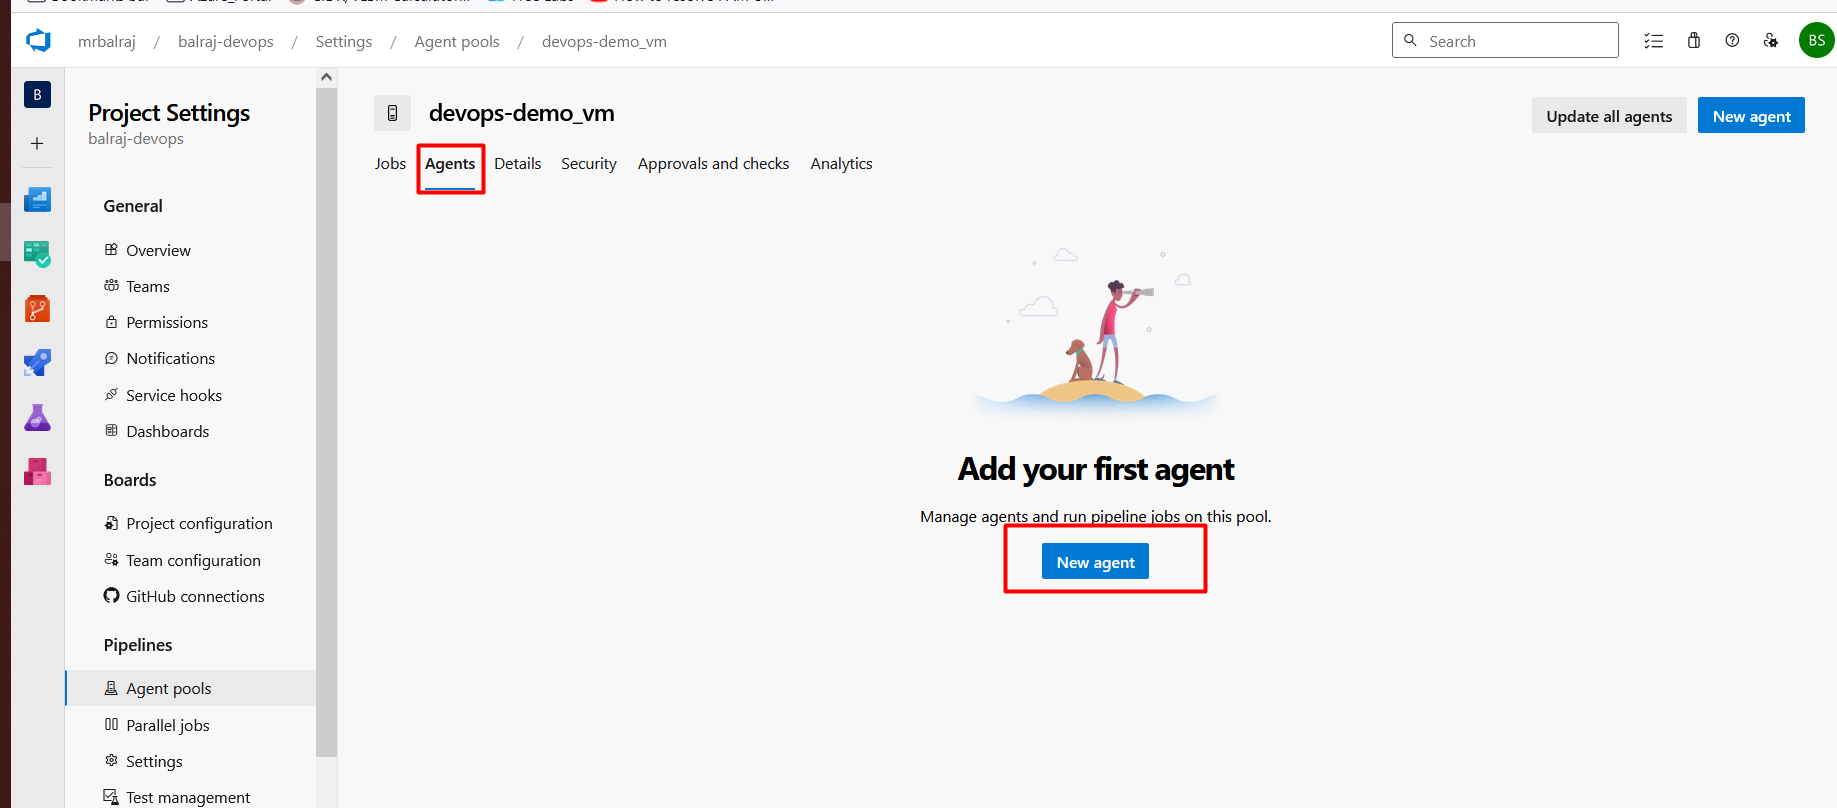 mrbalraj / balraj-devops / Settings / Agent pools / devops-demo_vm
Search
BS
B
Project Settings
balraj-devops
General
Overview
Teams
Permissions
Notifications
Service hooks
Dashboards
Boards
Project configuration
Team configuration
GitHub connections
Pipelines
Agent pools
Parallel jobs
Settings
Test management
devops-demo_vm
Update all agents
New agent
Jobs Agents Details Security Approvals and checks Analytics
Add your first agent
Manage agents and run pipeline jobs on this pool.
New agent